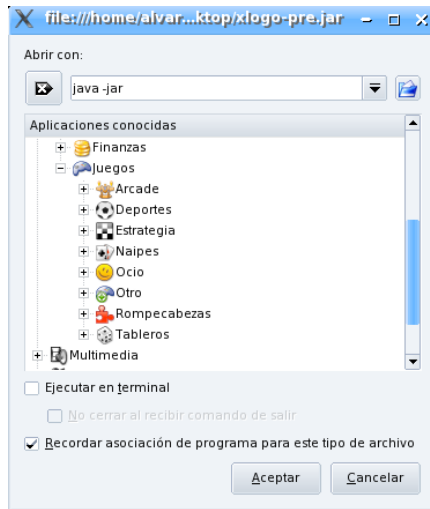 file:///home/alvar...ktop/xlogo-pre.jar
Abrir con:
java -jar
Aplicaciones conocidas
Finanzas
Juegos
Arcade
Deportes
Estrategia
Naipes
Ocio
Otro
Rompecabezas
Tableros
Multimedia
Ejecutar en terminal
No cerrar al recibir comando de salir
Recordar asociación de programa para este tipo de archivo
Aceptar Cancelar